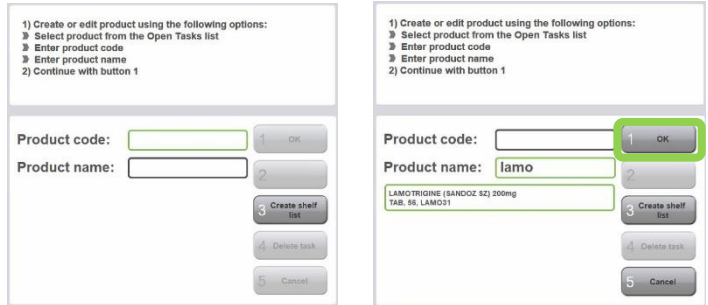 1) Create or edit product using the following options:
Select product from the Open Tasks list
Enter product code
Enter product name
2) Continue with button 1
Product code:
1 OK
Product name:
2
3 Create shelf
list
4 Delete task
5 Cancel
1) Create or edit product using the following options:
Select product from the Open Tasks list
Enter product code
Enter product name
2) Continue with button 1
Product code:
1 OK
Product name: lamo
2
LAMOTRIGINE (SANDOZ SZ) 200mg
TAB, 56, LAMO31
3 Create shelf
list
4 Delete task
5 Cancel